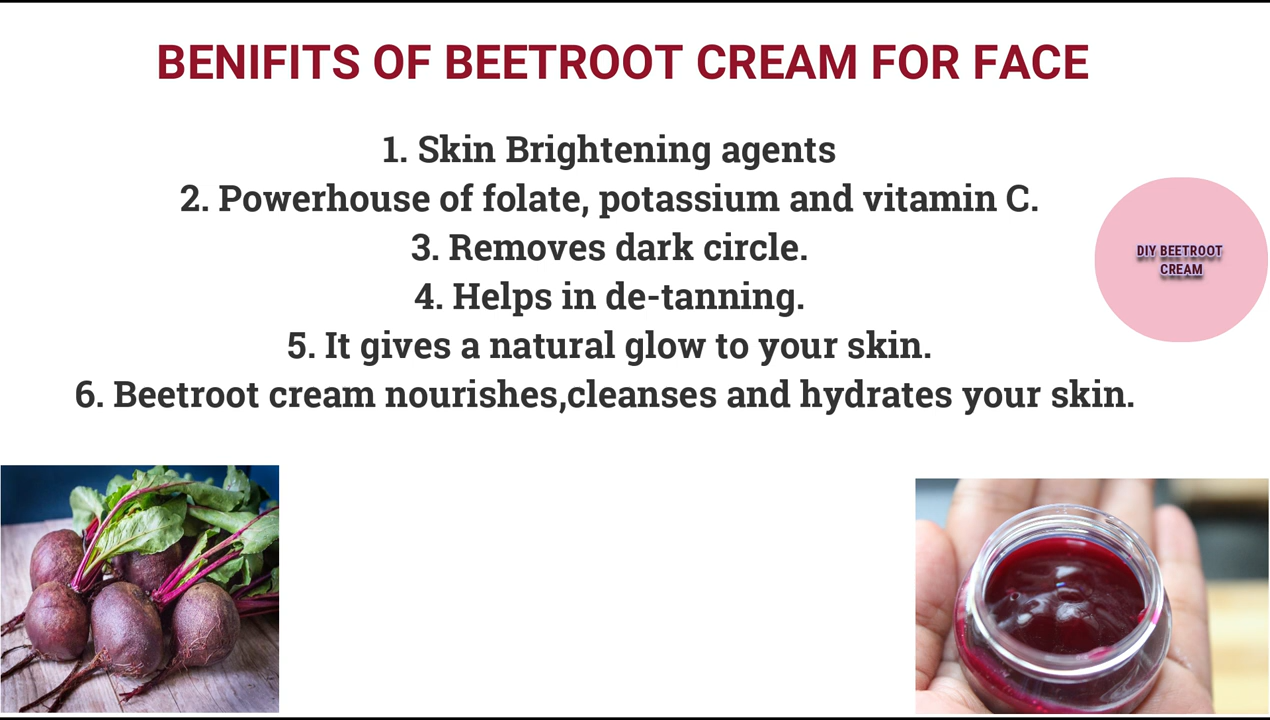 BENIFITS OF BEETROOT CREAM FOR FACE
1. Skin Brightening agents
2. Powerhouse of folate, potassium and vitamin C.
3. Removes dark circle.
4. Helps in de-tanning.
5. It gives a natural glow to your skin.
6. Beetroot cream nourishes,cleanses and hydrates your skin.
DIY BEETROOT
CREAM